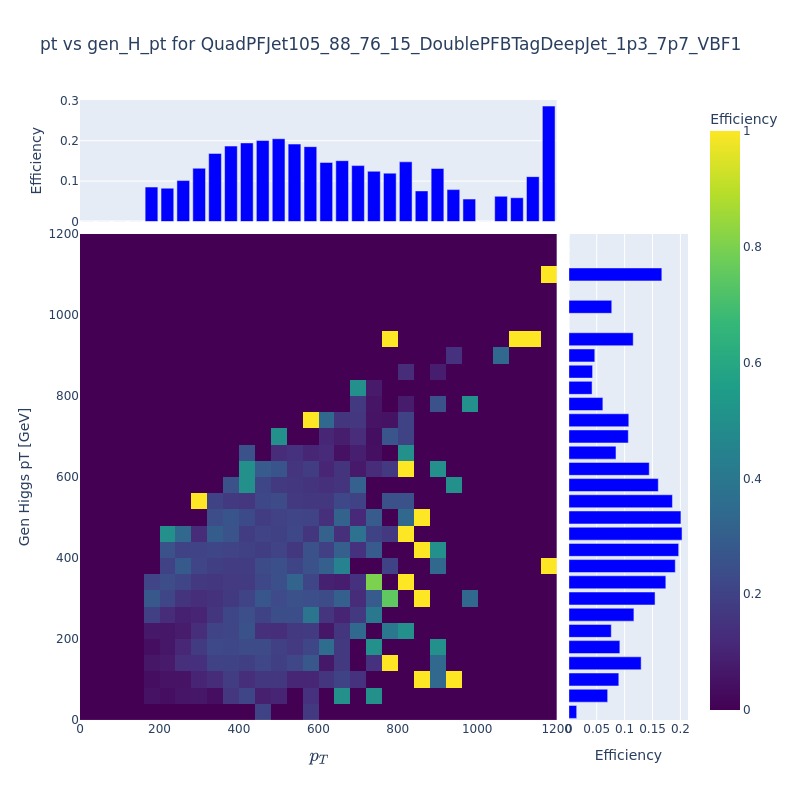 pt vs gen_H_pt for QuadPFJet105_88_76_15_DoublePFBTagDeepJet_1p3_7p7_VBF1
0.3
0.2
0.1
0
Efficiency
Efficiency
1
0.8
0.6
0.4
0.2
0
1200
1000
800
600
400
200
0
Gen Higgs pT [GeV]
0 200 400 600 800 1000 1200
0 0.05 0.1 0.15 0.2
p_T
Efficiency